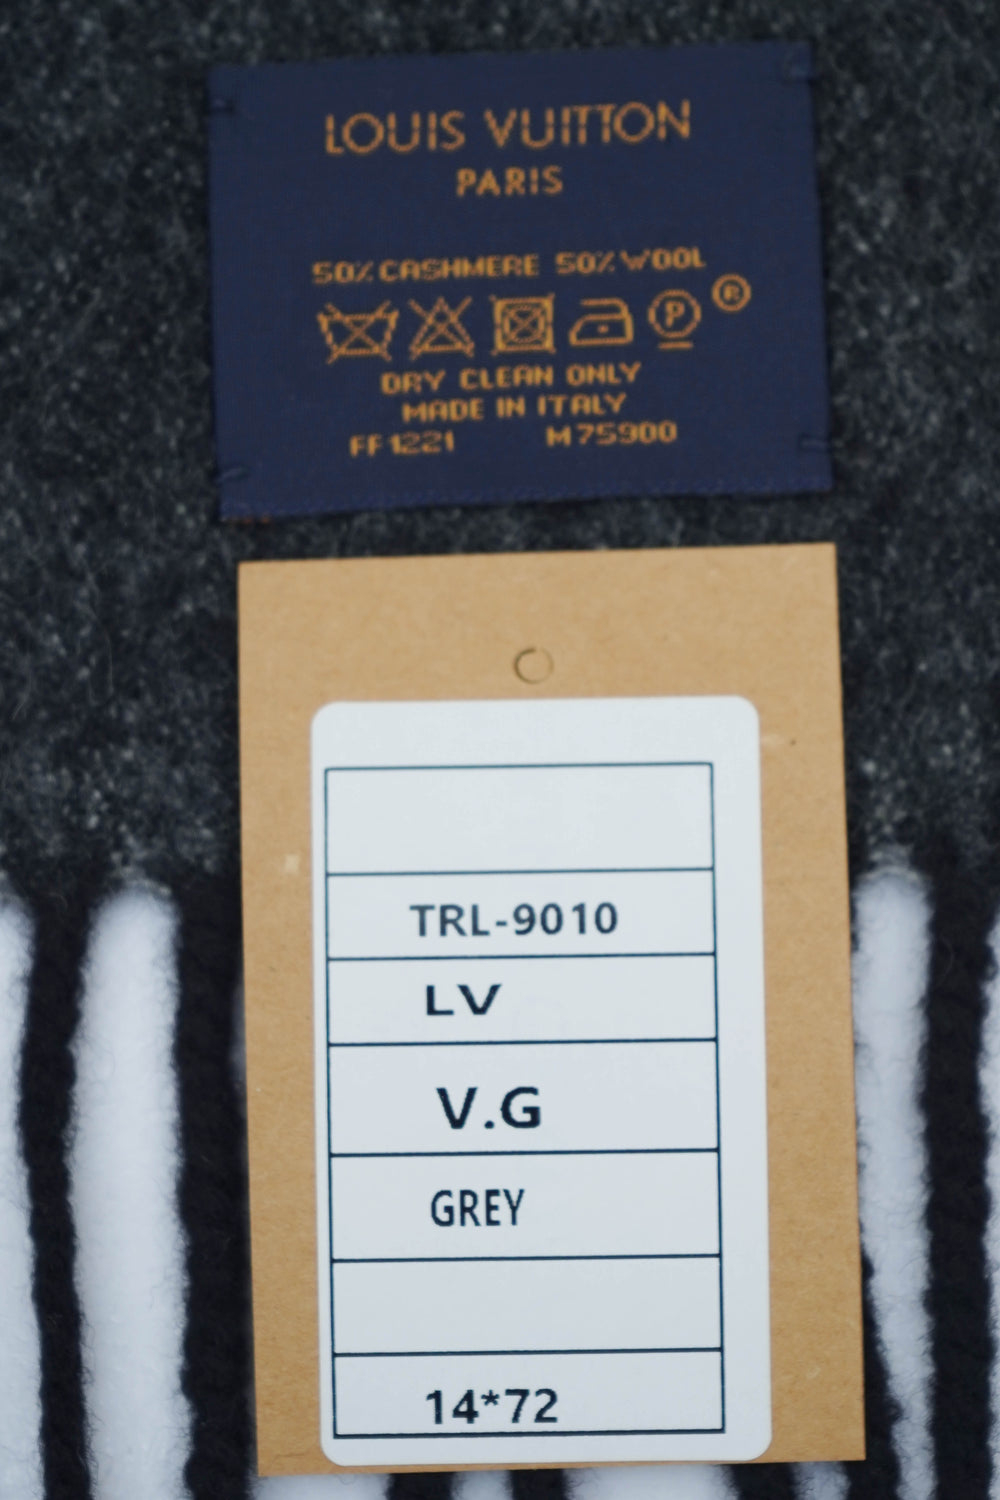 LOUIS VUITTON
PARIS
50% CASHMERE 50% WOOL
P ®
DRY CLEAN ONLY
MADE IN ITALY
FF1221 M75900
TRL-9010
LV
V.G
GREY
14*72